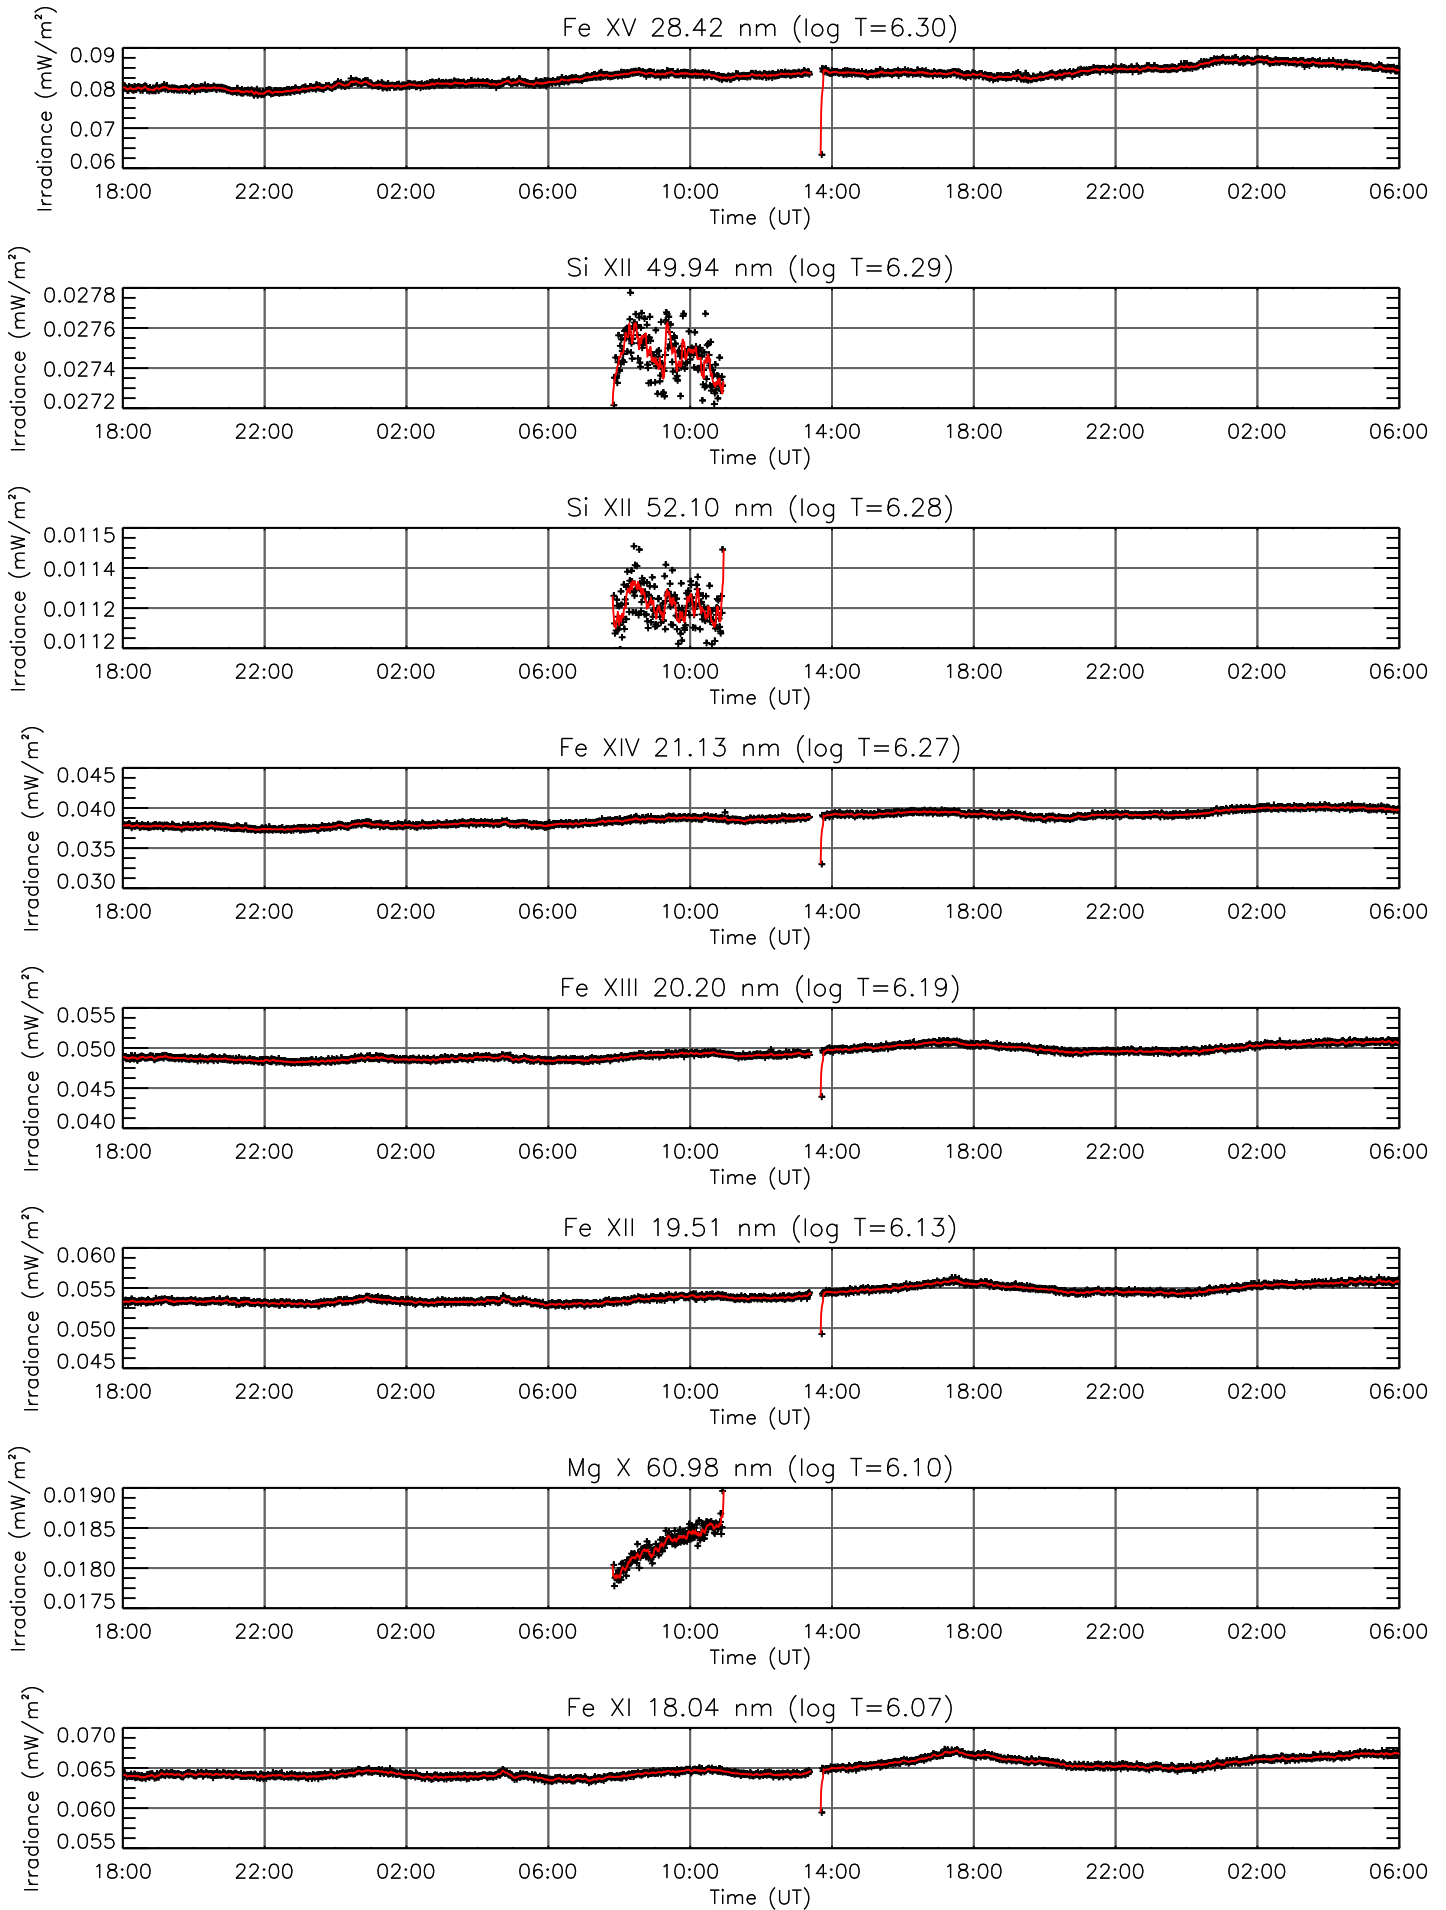 Fe XV 28.42 nm (log T=6.30)
Irradiance (mW/m²)
0.09
0.08
0.07
0.06
18:00 22:00 02:00 06:00 10:00 14:00 18:00 22:00 02:00 06:00
Time (UT)
Si XII 49.94 nm (log T=6.29)
Irradiance (mW/m²)
0.0278
0.0276
0.0274
0.0272
18:00 22:00 02:00 06:00 10:00 14:00 18:00 22:00 02:00 06:00
Time (UT)
Si XII 52.10 nm (log T=6.28)
Irradiance (mW/m²)
0.0115
0.0114
0.0112
0.0112
18:00 22:00 02:00 06:00 10:00 14:00 18:00 22:00 02:00 06:00
Time (UT)
Fe XIV 21.13 nm (log T=6.27)
Irradiance (mW/m²)
0.045
0.040
0.035
0.030
18:00 22:00 02:00 06:00 10:00 14:00 18:00 22:00 02:00 06:00
Time (UT)
Fe XIII 20.20 nm (log T=6.19)
Irradiance (mW/m²)
0.055
0.050
0.045
0.040
18:00 22:00 02:00 06:00 10:00 14:00 18:00 22:00 02:00 06:00
Time (UT)
Fe XII 19.51 nm (log T=6.13)
Irradiance (mW/m²)
0.060
0.055
0.050
0.045
18:00 22:00 02:00 06:00 10:00 14:00 18:00 22:00 02:00 06:00
Time (UT)
Mg X 60.98 nm (log T=6.10)
Irradiance (mW/m²)
0.0190
0.0185
0.0180
0.0175
18:00 22:00 02:00 06:00 10:00 14:00 18:00 22:00 02:00 06:00
Time (UT)
Fe XI 18.04 nm (log T=6.07)
Irradiance (mW/m²)
0.070
0.065
0.060
0.055
18:00 22:00 02:00 06:00 10:00 14:00 18:00 22:00 02:00 06:00
Time (UT)